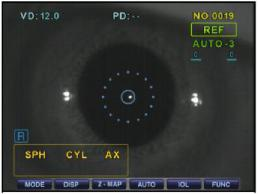 VD: 12.0 PD: -- NO.0019
REF
AUTO-3
C C
R
SPH CYL AX
MODE DISP Z-MAP AUTO IOL FUNC